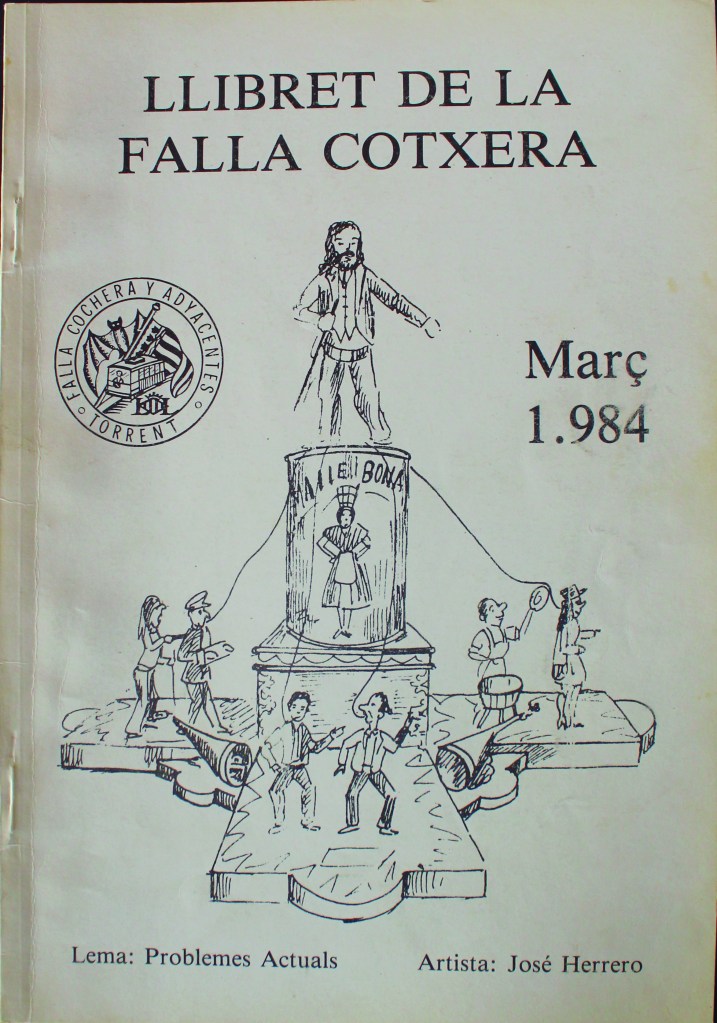 LLIBRET DE LA
FALLA COTXERA
FALLA COCHERA Y ADYACENTES
TORRENT
Març
1.984
BONA
Lema: Problemes Actuals
Artista: José Herrero